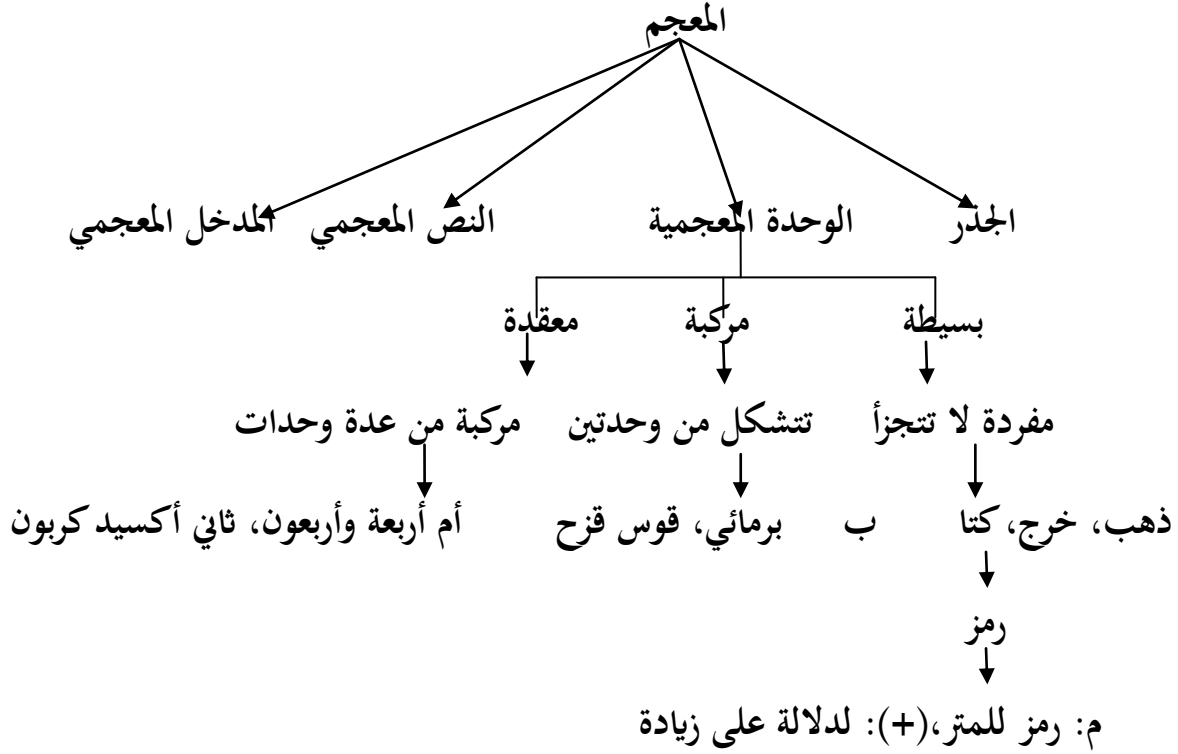 المعجم
الجذر الوحدة المعجمية النص المعجمي المدخل المعجمي
بسيطة مركبة معقدة
مفردة لا تتجزأ تتشكل من وحدتين مركبة من عدة وحدات
ذهب، خرج، كتا ب برمائي، قوس قزح أم أربعة وأربعون، ثاني أكسيد كربون
رمز
م: رمز للمتر،(+): لدلالة على زيادة